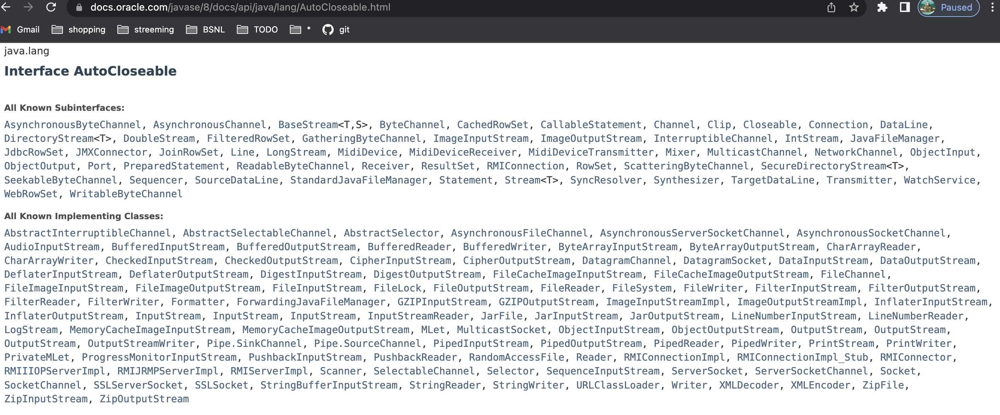 docs.oracle.com/javase/8/docs/api/java/lang/AutoCloseable.html Paused
Gmail shopping streeming BSNL TODO * git
java.lang
Interface AutoCloseable
All Known Subinterfaces:
AsynchronousByteChannel, AsynchronousChannel, BaseStream<T,S>, ByteChannel, CachedRowSet, CallableStatement, Channel, Clip, Closeable, Connection, DataLine,
DirectoryStream<T>, DoubleStream, FilteredRowSet, GatheringByteChannel, ImageInputStream, ImageOutputStream, InterruptibleChannel, IntStream, JavaFileManager,
JdbcRowSet, JMXConnector, JoinRowSet, Line, LongStream, MidiDevice, MidiDeviceReceiver, MidiDeviceTransmitter, Mixer, MulticastChannel, NetworkChannel, ObjectInput,
ObjectOutput, Port, PreparedStatement, ReadableByteChannel, Receiver, ResultSet, RMIConnection, RowSet, ScatteringByteChannel, SecureDirectoryStream<T>,
SeekableByteChannel, Sequencer, SourceDataLine, StandardJavaFileManager, Statement, Stream<T>, SyncResolver, Synthesizer, TargetDataLine, Transmitter, WatchService,
WebRowSet, WritableByteChannel
All Known Implementing Classes:
AbstractInterruptibleChannel, AbstractSelectableChannel, AbstractSelector, AsynchronousFileChannel, AsynchronousServerSocketChannel, AsynchronousSocketChannel,
AudioInputStream, BufferedInputStream, BufferedOutputStream, BufferedReader, BufferedWriter, ByteArrayInputStream, ByteArrayOutputStream, CharArrayReader,
CharArrayWriter, CheckedInputStream, CheckedOutputStream, CipherInputStream, CipherOutputStream, DatagramChannel, DatagramSocket, DataInputStream, DataOutputStream,
DeflaterInputStream, DeflaterOutputStream, DigestInputStream, DigestOutputStream, FileCacheImageInputStream, FileCacheImageOutputStream, FileChannel,
FileImageInputStream, FileImageOutputStream, FileInputStream, FileLock, FileOutputStream, FileReader, FileSystem, FileWriter, FilterInputStream, FilterOutputStream,
FilterReader, FilterWriter, Formatter, ForwardingJavaFileManager, GZIPInputStream, GZIPOutputStream, ImageInputStreamImpl, ImageOutputStreamImpl, InflaterInputStream,
InflaterOutputStream, InputStream, InputStream, InputStream, InputStreamReader, JarFile, JarInputStream, JarOutputStream, LineNumberInputStream, LineNumberReader,
LogStream, MemoryCacheImageInputStream, MemoryCacheImageOutputStream, MLet, MulticastSocket, ObjectInputStream, ObjectOutputStream, OutputStream, OutputStream,
OutputStream, OutputStreamWriter, Pipe.SinkChannel, Pipe.SourceChannel, PipedInputStream, PipedOutputStream, PipedReader, PipedWriter, PrintStream, PrintWriter,
PrivateMLet, ProgressMonitorInputStream, PushbackInputStream, PushbackReader, RandomAccessFile, Reader, RMIConnectionImpl, RMIConnectionImpl_Stub, RMIConnector,
RMIIIOPServerImpl, RMIJRMPServerImpl, RMIServerImpl, Scanner, SelectableChannel, Selector, SequenceInputStream, ServerSocket, ServerSocketChannel, Socket,
SocketChannel, SSLServerSocket, SSLSocket, StringBufferInputStream, StringReader, StringWriter, URLClassLoader, Writer, XMLDecoder, XMLEncoder, ZipFile,
ZipInputStream, ZipOutputStream